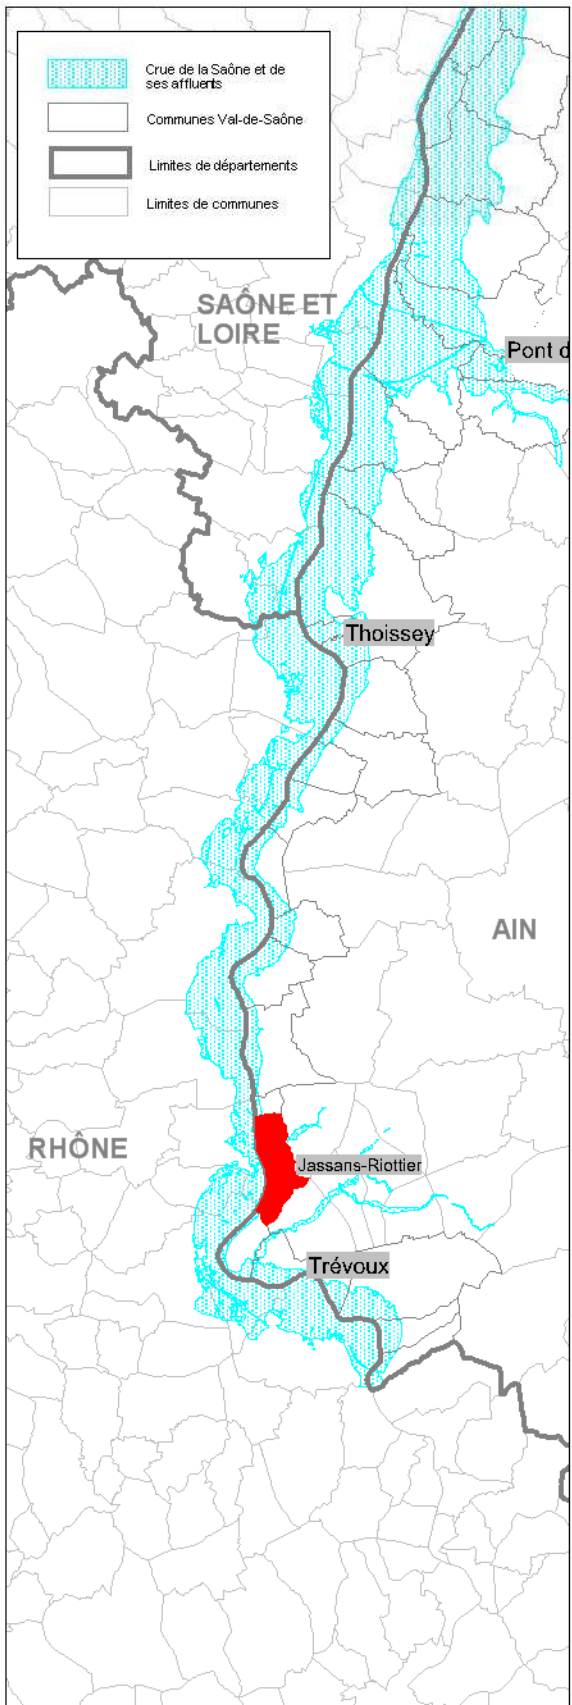 Crue de la Saône et de
ses affluents
Communes Val-de-Saône
Limites de départements
Limites de communes
SAÔNE ET
LOIRE
Pont d
Thoissey
AIN
RHÔNE
Jassans-Riottier
Trévoux